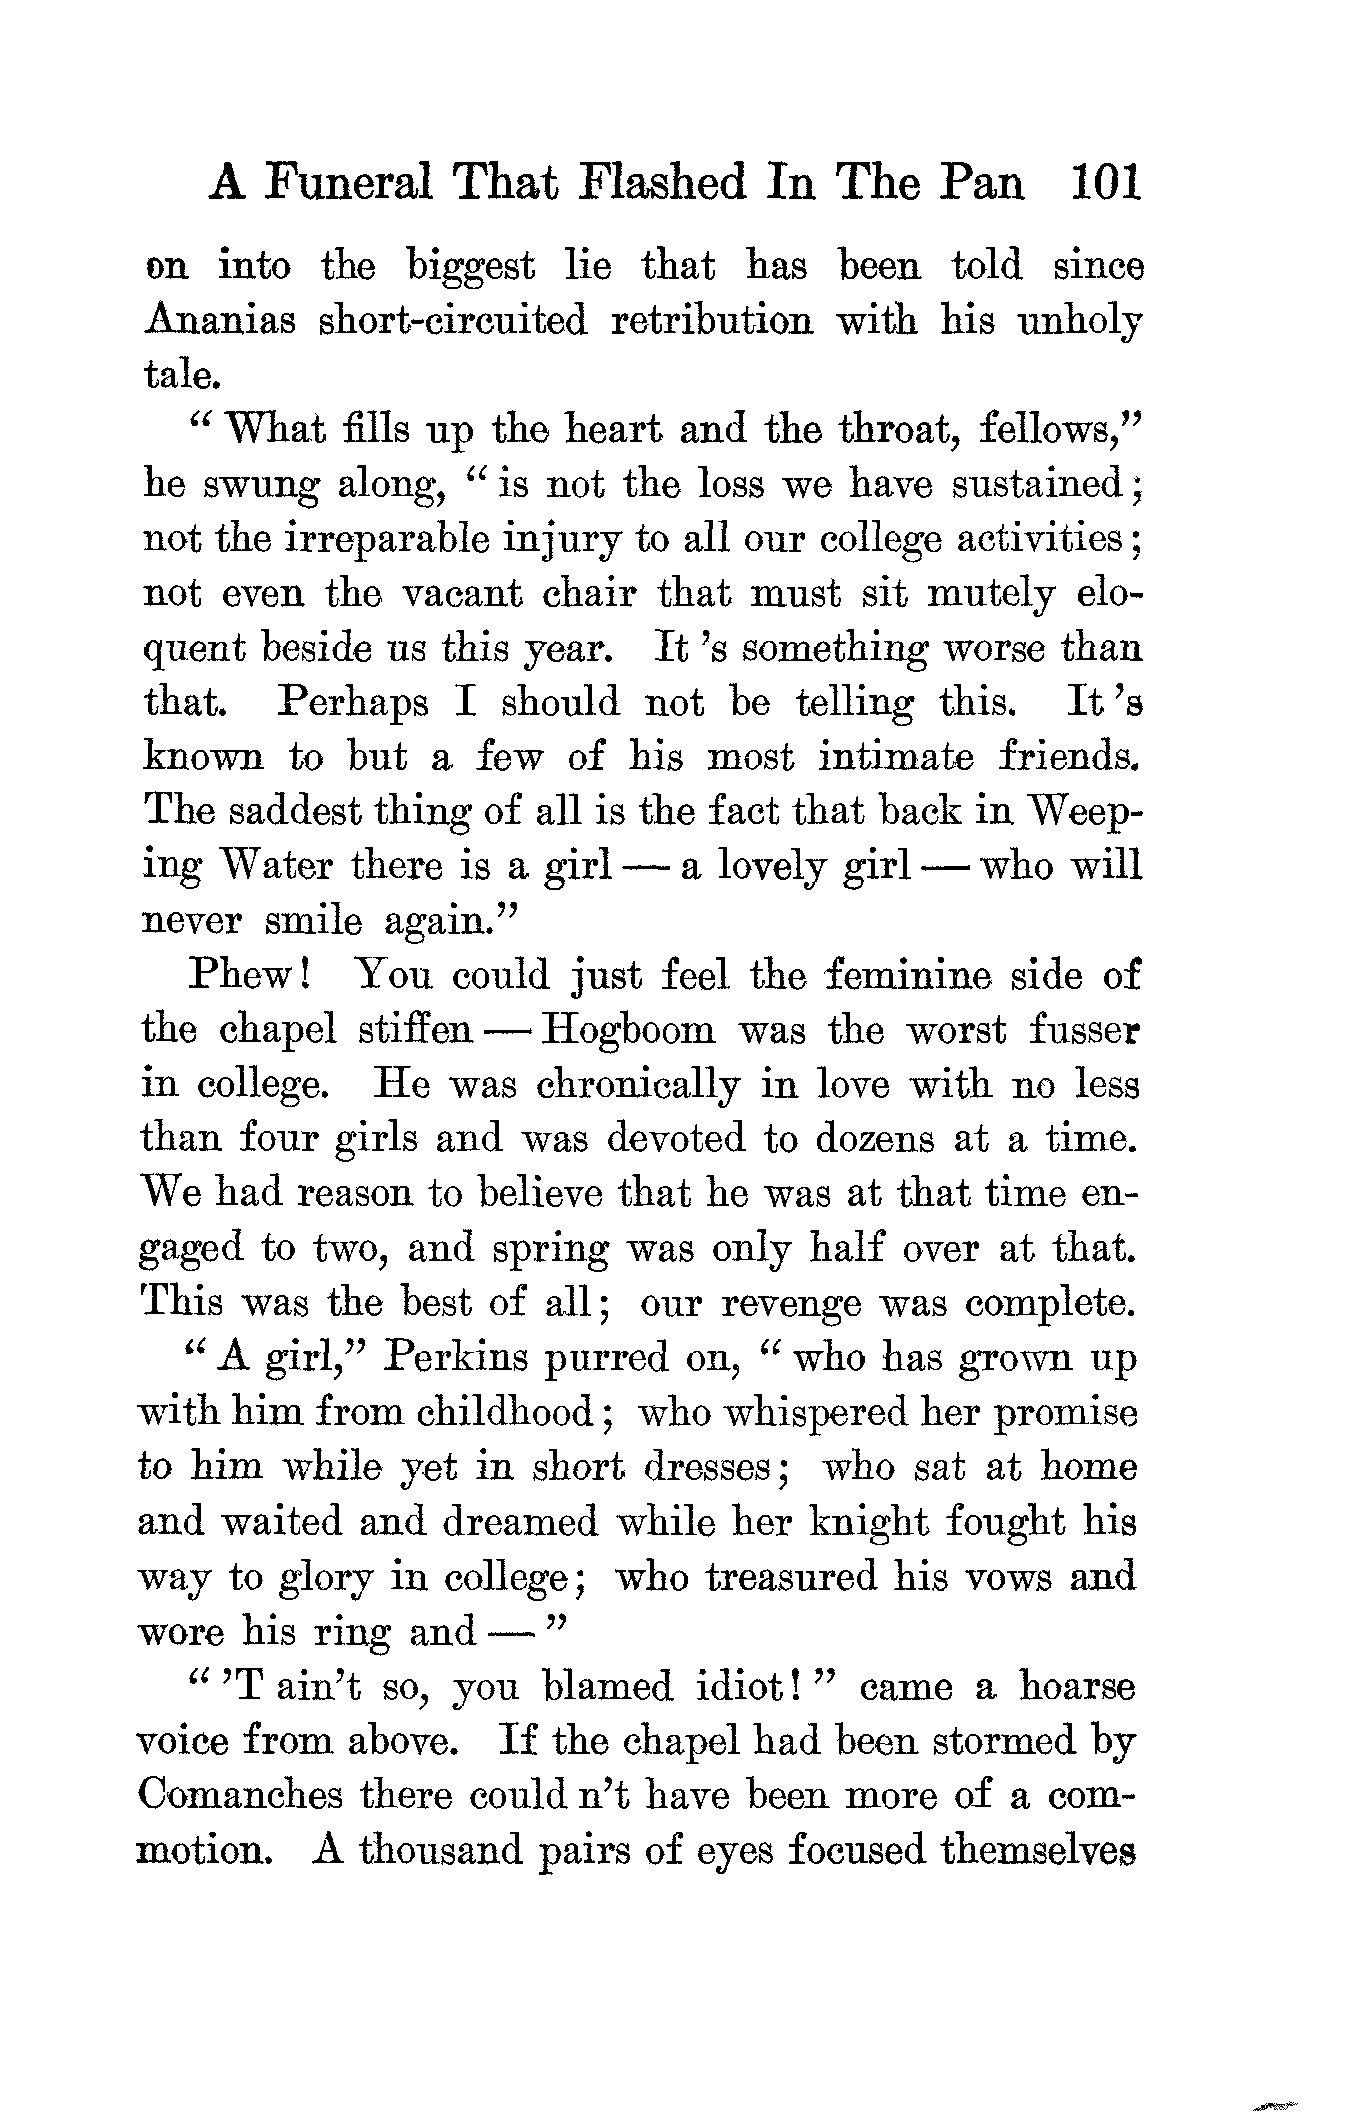 A Funeral That Flashed In The Pan 101
on into the biggest lie that has been told since
Ananias short-circuited retribution with his unholy
tale.
“ What fills up the heart and the throat, fellows,”
he swung along, “ is not the loss we have sustained ;
not the irreparable injury to all our college activities ;
not even the vacant chair that must sit mutely elo-
quent beside us this year. It ’s something worse than
that. Perhaps I should not be telling this. It ’s
known to but a few of his most intimate friends.
The saddest thing of all is the fact that back in Weep-
ing Water there is a girl — a lovely girl — who will
never smile again.”
Phew ! You could just feel the feminine side of
the chapel stiffen — Hogboom was the worst fusser
in college. He was chronically in love with no less
than four girls and was devoted to dozens at a time.
We had reason to believe that he was at that time en-
gaged to two, and spring was only half over at that.
This was the best of all ; our revenge was complete.
“ A girl,” Perkins purred on, “ who has grown up
with him from childhood ; who whispered her promise
to him while yet in short dresses ; who sat at home
and waited and dreamed while her knight fought his
way to glory in college ; who treasured his vows and
wore his ring and — ”
“ ’T ain’t so, you blamed idiot ! ” came a hoarse
voice from above. If the chapel had been stormed by
Comanches there could n’t have been more of a com-
motion. A thousand pairs of eyes focused themselves